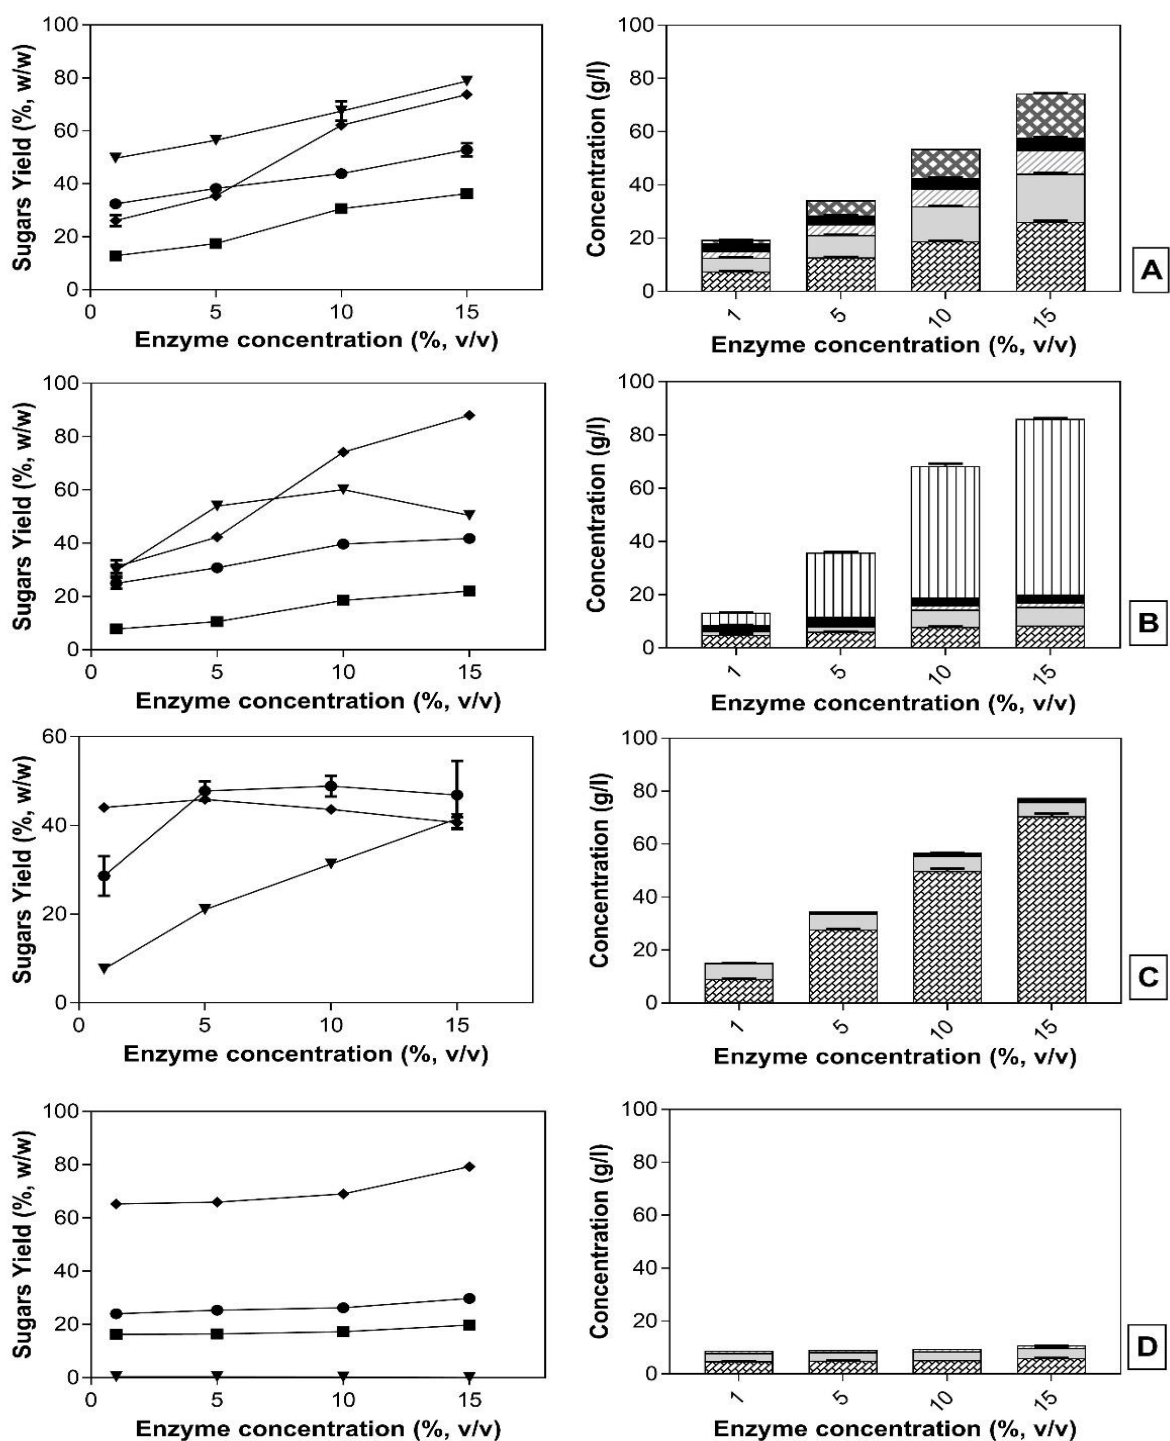 Sugars Yield (%, w/w)
100
80
60
40
20
0
0 5 10 15
Enzyme concentration (%, v/v)
Concentration (g/l)
100
80
60
40
20
0
1 5 10 15
Enzyme concentration (%, v/v)
A
Sugars Yield (%, w/w)
100
80
60
40
20
0
0 5 10 15
Enzyme concentration (%, v/v)
Concentration (g/l)
100
80
60
40
20
0
1 5 10 15
Enzyme concentration (%, v/v)
B
Sugars Yield (%, w/w)
60
40
20
0
0 5 10 15
Enzyme concentration (%, v/v)
Concentration (g/l)
100
80
60
40
20
0
1 5 10 15
Enzyme concentration (%, v/v)
C
Sugars Yield (%, w/w)
100
80
60
40
20
0
0 5 10 15
Enzyme concentration (%, v/v)
Concentration (g/l)
100
80
60
40
20
0
1 5 10 15
Enzyme concentration (%, v/v)
D